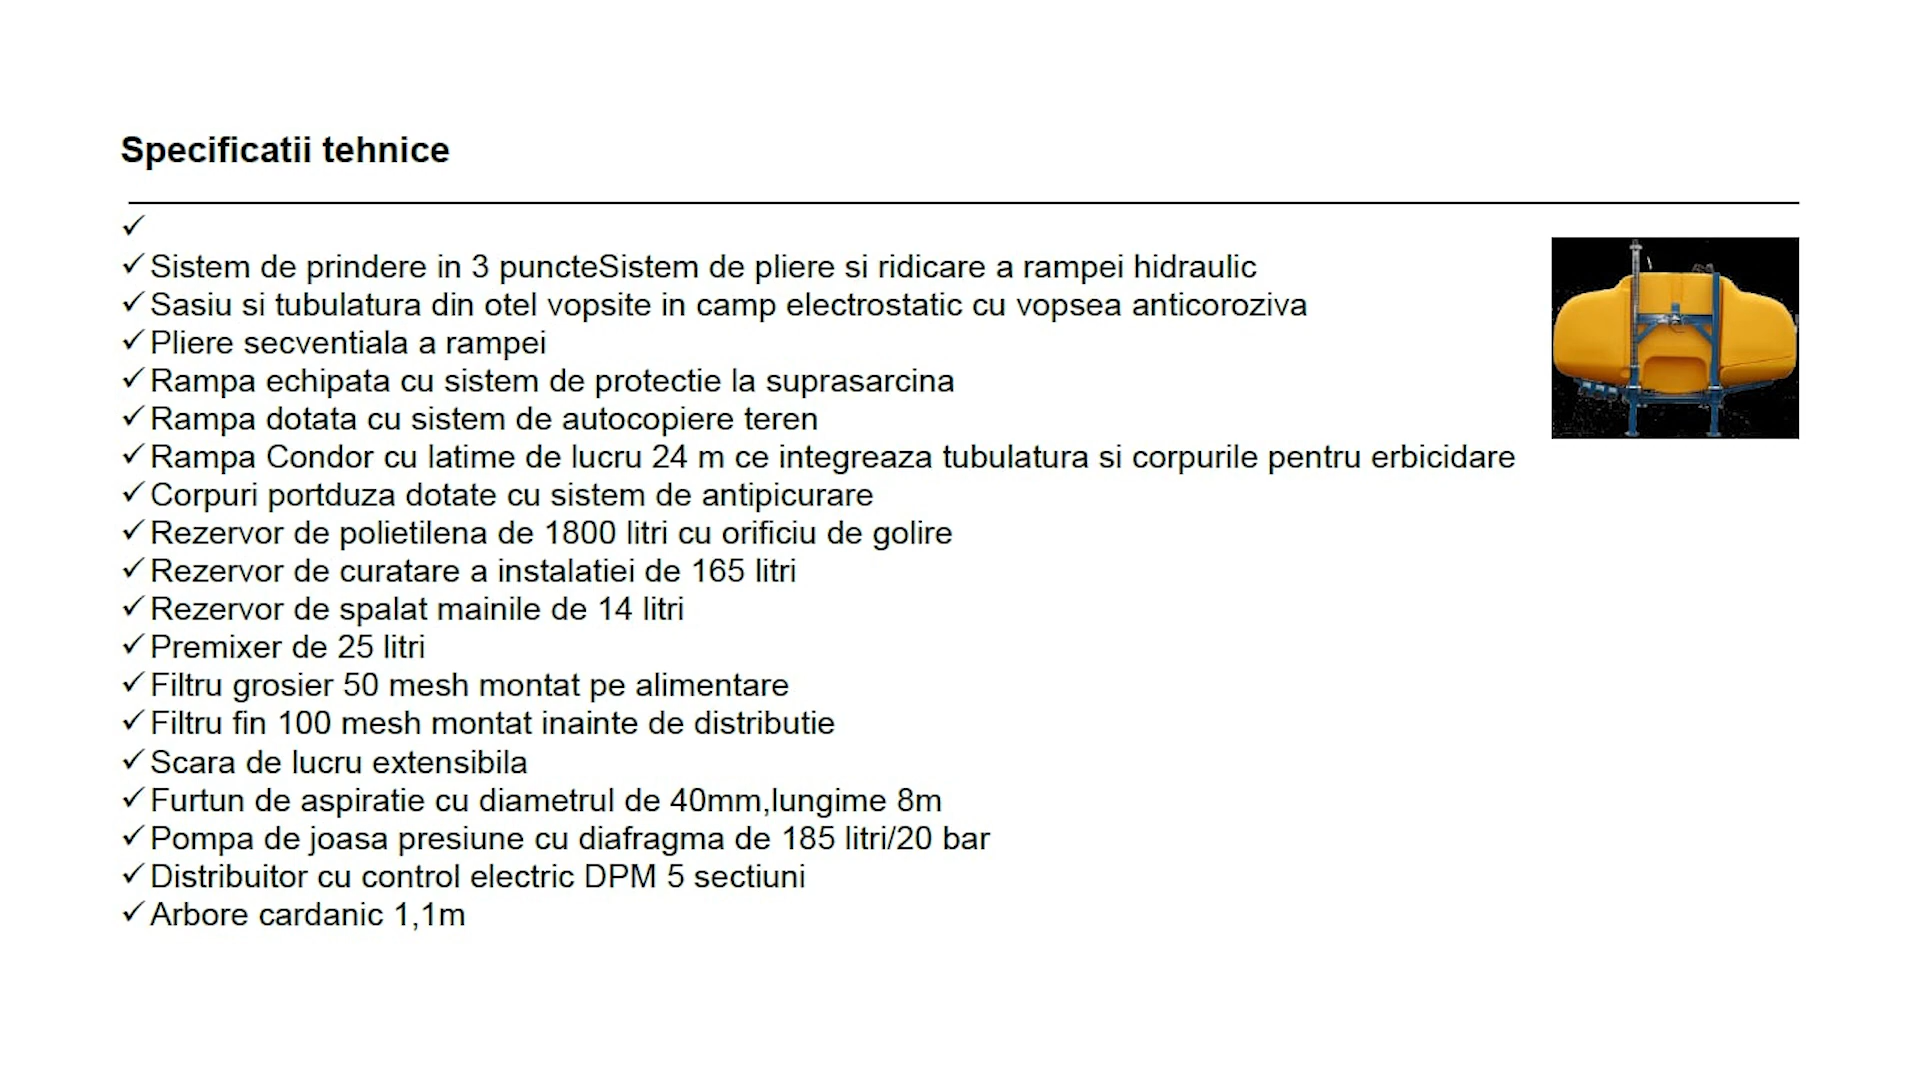 Specificatii tehnice
✓
✓ Sistem de prindere in 3 puncteSistem de pliere si ridicare a rampei hidraulic
✓ Sasiu si tubulatura din otel vopsite in camp electrostatic cu vopsea anticoroziva
✓ Pliere secventiala a rampei
✓ Rampa echipata cu sistem de protectie la suprasarcina
✓ Rampa dotata cu sistem de autocopiere teren
✓ Rampa Condor cu latime de lucru 24 m ce integreaza tubulatura si corpurile pentru erbicidare
✓ Corpuri portduza dotate cu sistem de antipicurare
✓ Rezervor de polietilena de 1800 litri cu orificiu de golire
✓ Rezervor de curatare a instalatiei de 165 litri
✓ Rezervor de spalat mainile de 14 litri
✓ Premixer de 25 litri
✓ Filtru grosier 50 mesh montat pe alimentare
✓ Filtru fin 100 mesh montat inainte de distributie
✓ Scara de lucru extensibila
✓ Furtun de aspiratie cu diametrul de 40mm,lungime 8m
✓ Pompa de joasa presiune cu diafragma de 185 litri/20 bar
✓ Distribuitor cu control electric DPM 5 sectiuni
✓ Arbore cardanic 1,1m